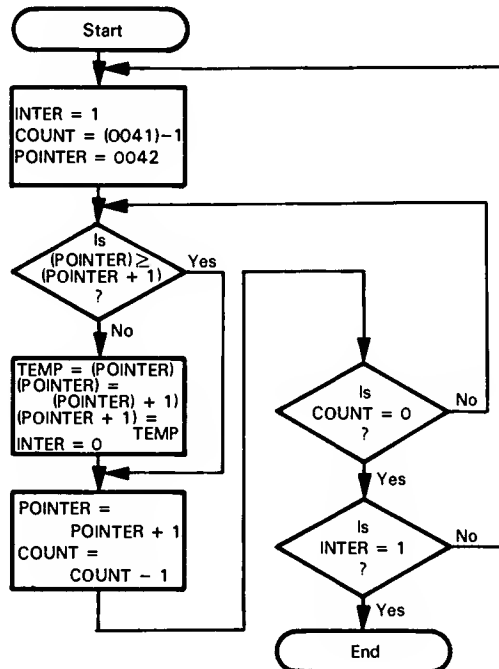 Start
INTER = 1
COUNT = (0041)-1
POINTER = 0042
Is
(POINTER) ≥
(POINTER + 1)
?
Yes
No
TEMP = (POINTER)
(POINTER) =
(POINTER) + 1)
(POINTER + 1) =
TEMP
INTER = 0
POINTER =
POINTER + 1
COUNT =
COUNT - 1
Is
COUNT = 0
?
No
Yes
Is
INTER = 1
?
No
Yes
End